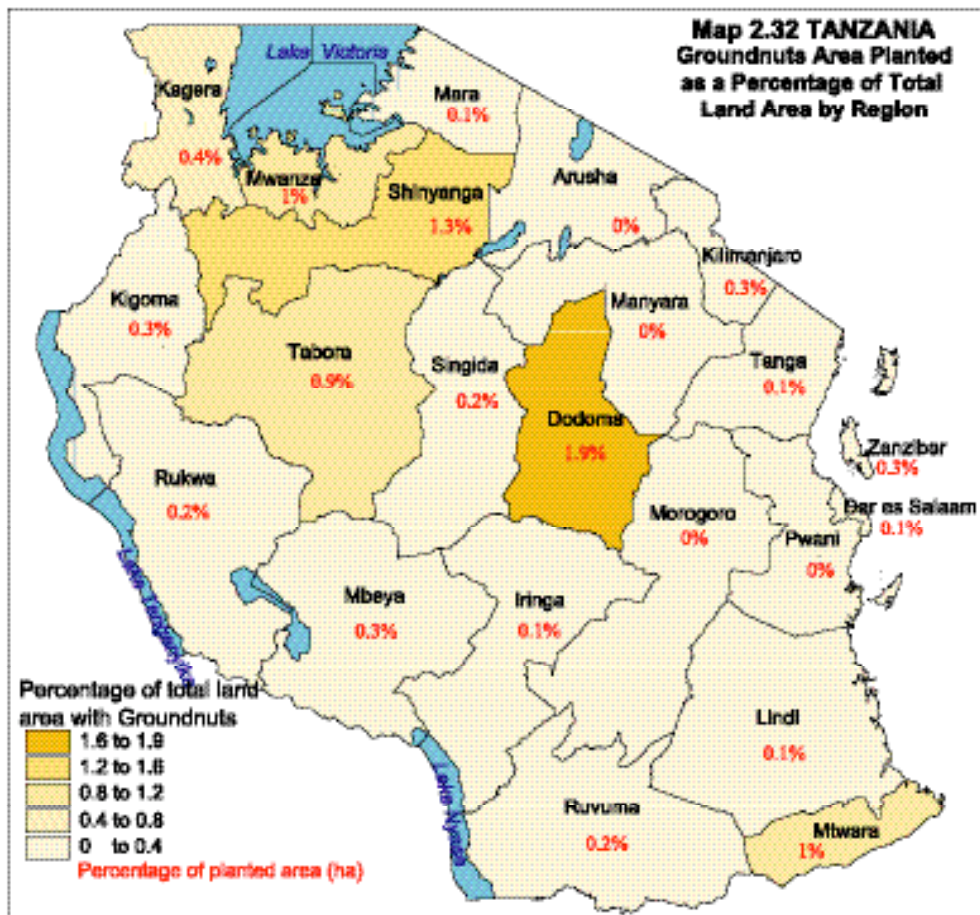 Map 2.32 TANZANIA
Groundnuts AREA Planted
as a Percentage of Total
Land Area by Region
Lake Victoria
Kagera
0.4%
Mara
0.1%
Mwanza
1%
Shinyanga
1.3%
Arusha
0%
Kilimanjaro
0.3%
Kigoma
0.3%
Manyara
0%
Tabora
0.9%
Singida
0.2%
Tanga
0.1%
Dodoma
1.9%
Zanzibar
0.3%
Rukwa
0.2%
Morogoro
0%
Dar es Salaam
0.1%
Pwani
0%
Lake Tanganyika
Mbeya
0.3%
Iringa
0.1%
Lindi
0.1%
Lake Nyasa
Ruvuma
0.2%
Mtwara
1%
Percentage of total land
area with Groundnuts
1.6 to 1.9
1.2 to 1.6
0.8 to 1.2
0.4 to 0.8
0 to 0.4
Percentage of planted area (ha)